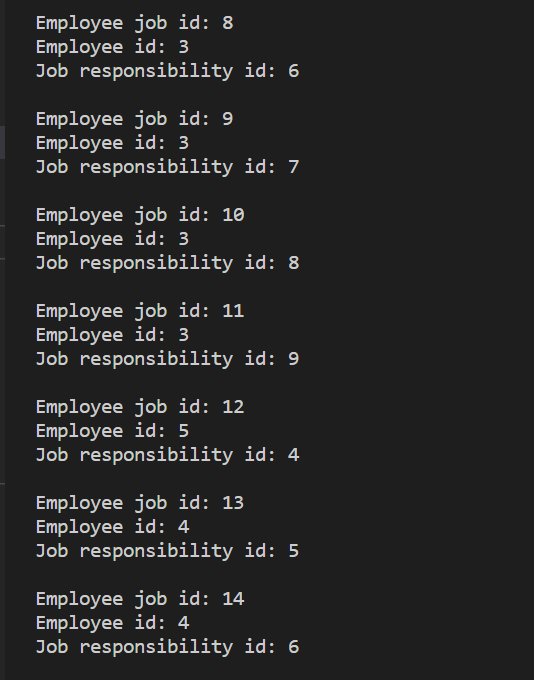 Employee job id: 8
Employee id: 3
Job responsibility id: 6
Employee job id: 9
Employee id: 3
Job responsibility id: 7
Employee job id: 10
Employee id: 3
Job responsibility id: 8
Employee job id: 11
Employee id: 3
Job responsibility id: 9
Employee job id: 12
Employee id: 5
Job responsibility id: 4
Employee job id: 13
Employee id: 4
Job responsibility id: 5
Employee job id: 14
Employee id: 4
Job responsibility id: 6